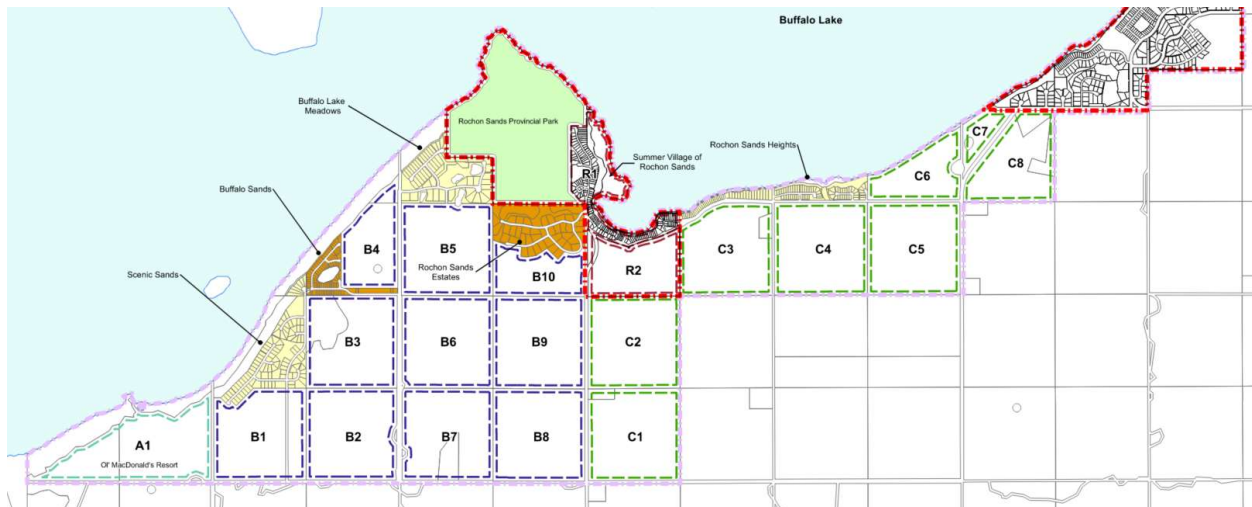 Buffalo Lake
Buffalo Lake
Meadows
Rochon Sands Provincial Park
C7
Summer Village of
Rochon Sands
Rochon Sands Heights
C8
R1
C6
Buffalo Sands
B4
B5
C3
C4
C5
Scenic Sands
Rochon Sands
Estates
B10
R2
B3
B6
B9
C2
A1
Ol' MacDonald's Resort
B1
B2
B7
B8
C1